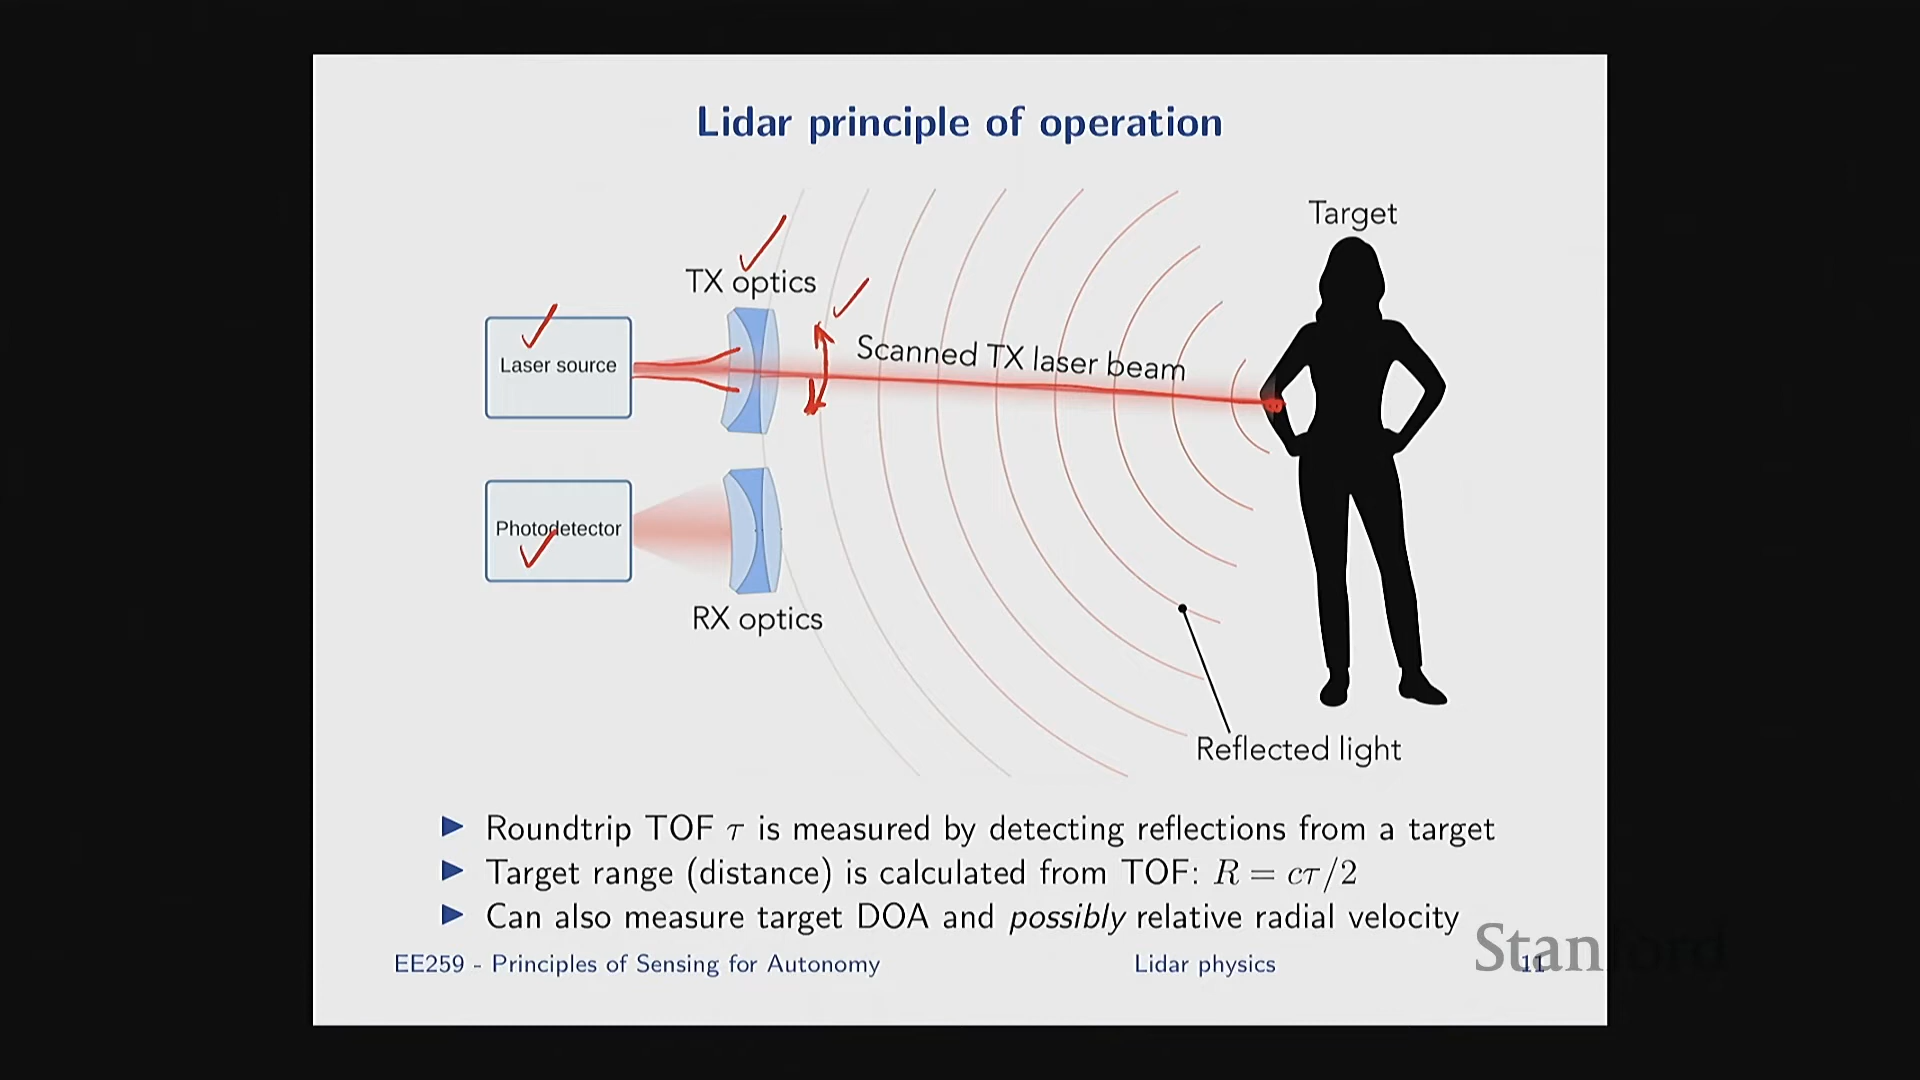 Lidar principle of operation
Target
TX optics
Laser source
Scanned TX laser beam
Photodetector
RX optics
Reflected light
Roundtrip TOF τ is measured by detecting reflections from a target
Target range (distance) is calculated from TOF: R = cτ/2
Can also measure target DOA and possibly relative radial velocity
EE259 - Principles of Sensing for Autonomy
Lidar physics
11
Stanford